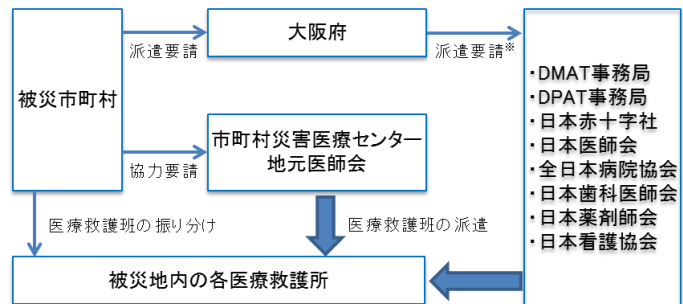 大阪府
派遣要請
派遣要請※
被災市町村
市町村災害医療センター
地元医師会
協力要請
・DMAT事務局
・DPAT事務局
・日本赤十字社
・日本医師会
・全日本病院協会
・日本歯科医師会
・日本薬剤師会
・日本看護協会
医療救護班の振り分け
医療救護班の派遣
被災地内の各医療救護所